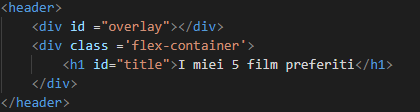 <header>
    <div id ="overlay"></div>
    <div class ='flex-container'>
        <h1 id="title">I miei 5 film preferiti</h1>
    </div>
</header>